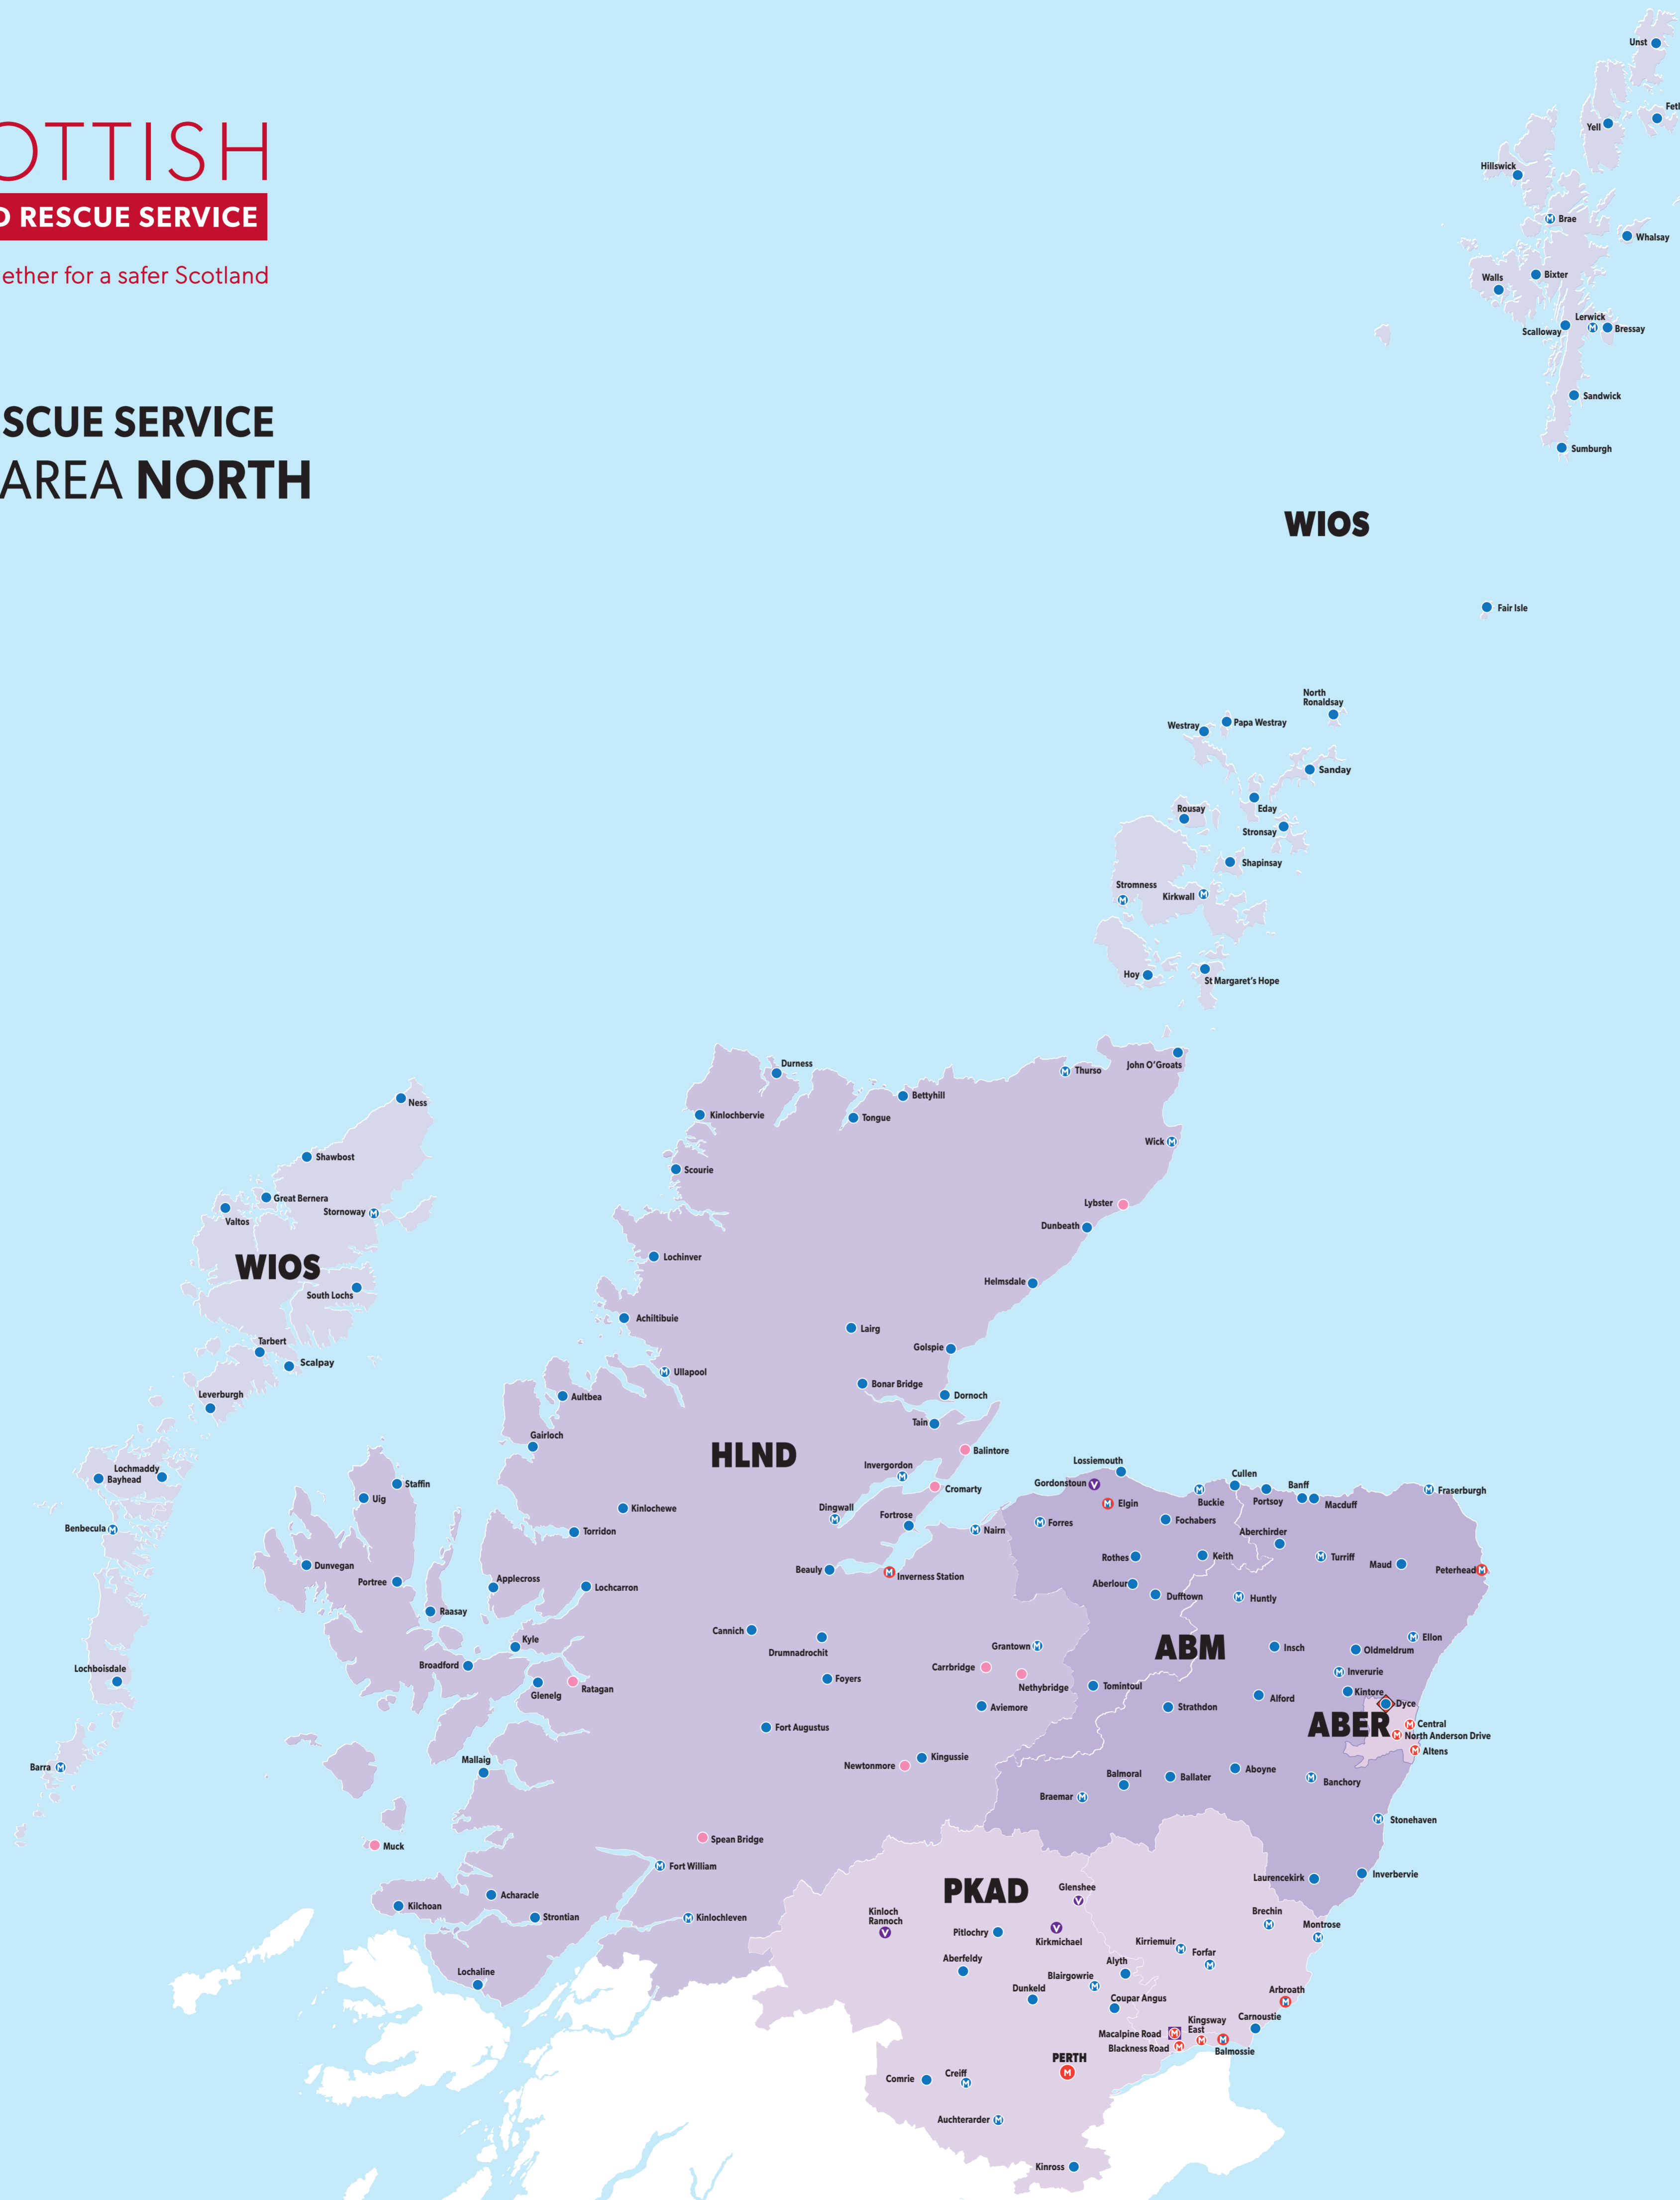 OTTISH
D RESCUE SERVICE
ether for a safer Scotland
SCUE SERVICE
AREA NORTH
Unst
Fetl
Yell
Hillswick
M Brae
Whalsay
Bixter
Walls
Lerwick
Scalloway M Bressay
Sandwick
Sumburgh
WIOS
Fair Isle
North
Ronaldsay
Westray Papa Westray
Sanday
Rousay
Eday
Stronsay
Shapinsay
Stromness
M
Kirkwall M
Hoy
St Margaret's Hope
John O'Groats
M Thurso
Durness
Bettyhill
Tongue
Kinlochbervie
Wick M
Scourie
Lybster
Dunbeath
Lochinver
Helmsdale
Achiltibuie
Lairg
Golspie
M Ullapool
Bonar Bridge
Dornoch
Aultbea
Tain
Gairloch
Balintore
HLND
Invergordon
M
Cromarty
Dingwall
M
Fortrose
Kinlochewe
Torridon
M Nairn
Beauly
M Inverness Station
Ness
Shawbost
Great Bernera
Valtos
Stornoway M
WIOS
South Lochs
Tarbert
Scalpay
Leverburgh
Lochmaddy
Bayhead
Benbecula M
Lochboisdale
Barra M
Staffin
Uig
Dunvegan
Portree
Raasay
Applecross
Lochcarron
Kyle
Broadford
Glenelg
Ratagan
Cannich
Drumnadrochit
Foyers
Grantown M
Carrbridge
Nethybridge
Aviemore
Fort Augustus
Newtonmore
Kingussie
Mallaig
Muck
Spean Bridge
M Fort William
Acharacle
Kilchoan
Strontian
M Kinlochleven
Lochaline
Lossiemouth
Gordonstoun V
M Elgin
M
Buckie
Cullen
Portsoy
Banff
Macduff
M Fraserburgh
M Forres
Fochabers
Aberchirder
Rothes
Keith
M Turriff
Maud
Peterhead M
Aberlour
Dufftown
M Huntly
ABM
Insch
M Ellon
Oldmeldrum
M Inverurie
Tomintoul
Kintore
Alford
Dyce
Strathdon
ABER
M Central
M North Anderson Drive
M Altens
Aboyne
Balmoral
Ballater
M
Banchory
Braemar M
M Stonehaven
Inverbervie
Laurencekirk
PKAD
Glenshee
V
Kinloch
Rannoch
V
V
Kirkmichael
Pitlochry
Brechin
M
Montrose
M
Kirriemuir M
Forfar
M
Aberfeldy
Alyth
Blairgowrie
M
Dunkeld
Coupar Angus
Arbroath
M
Carnoustie
Kingsway
East
M
Macalpine Road M
Blackness Road M
M
Balmossie
PERTH
M
Comrie
Creiff
M
Auchterarder M
Kinross